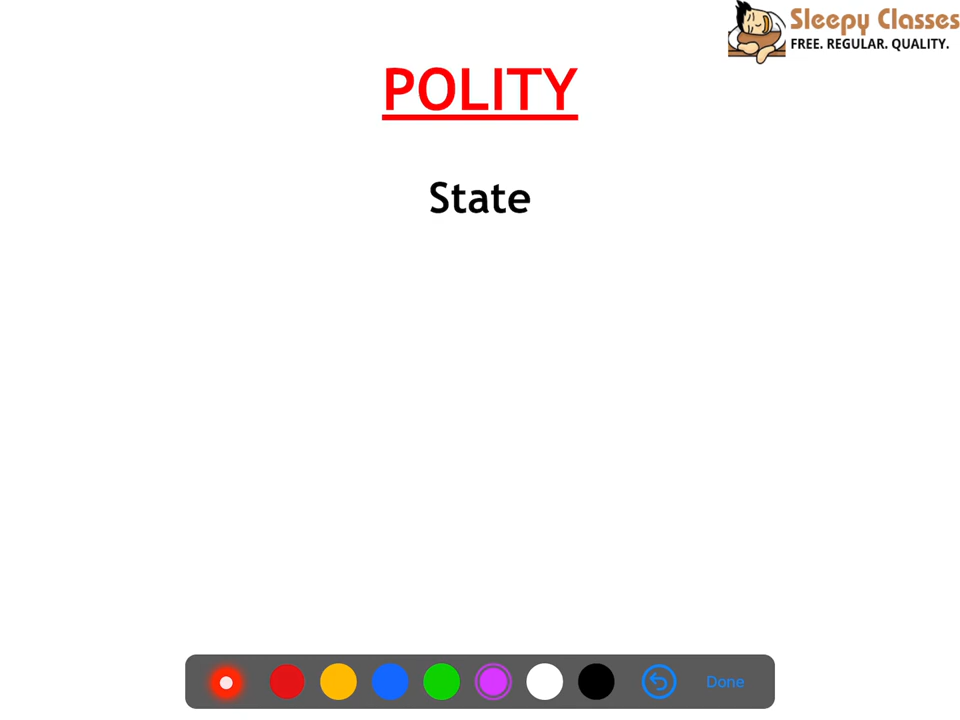 Sleepy Classes
FREE. REGULAR. QUALITY.
POLITY
State
Done